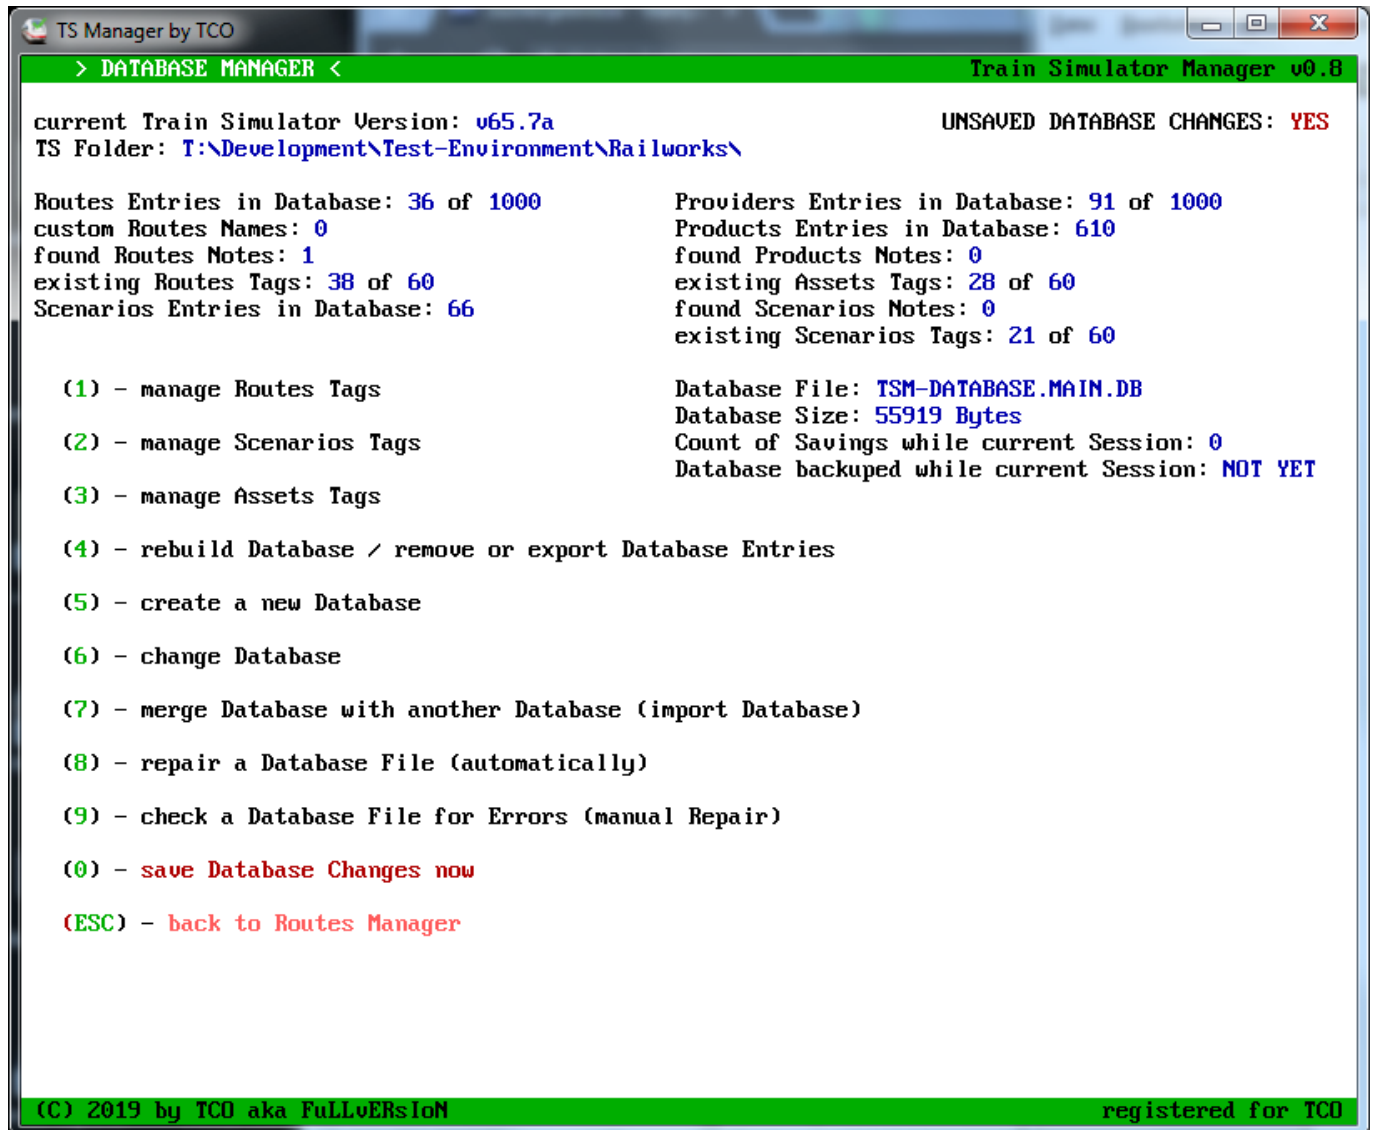 TS Manager by TCO
> DATABASE MANAGER < Train Simulator Manager v0.8
current Train Simulator Version: v65.7a UNSAVED DATABASE CHANGES: YES
TS Folder: T:\Development\Test-Environment\Railworks\
Routes Entries in Database: 36 of 1000 Providers Entries in Database: 91 of 1000
custom Routes Names: 0 Products Entries in Database: 610
found Routes Notes: 1 found Products Notes: 0
existing Routes Tags: 38 of 60 existing Assets Tags: 28 of 60
Scenarios Entries in Database: 66 found Scenarios Notes: 0
existing Scenarios Tags: 21 of 60
(1) - manage Routes Tags Database File: TSM-DATABASE.MAIN.DB
Database Size: 55919 Bytes
(2) - manage Scenarios Tags Count of Savings while current Session: 0
Database backuped while current Session: NOT YET
(3) - manage Assets Tags
(4) - rebuild Database / remove or export Database Entries
(5) - create a new Database
(6) - change Database
(7) - merge Database with another Database (import Database)
(8) - repair a Database File (automatically)
(9) - check a Database File for Errors (manual Repair)
(0) - save Database Changes now
(ESC) - back to Routes Manager
(C) 2019 by TCO aka FuLLvERsIoN registered for TCO